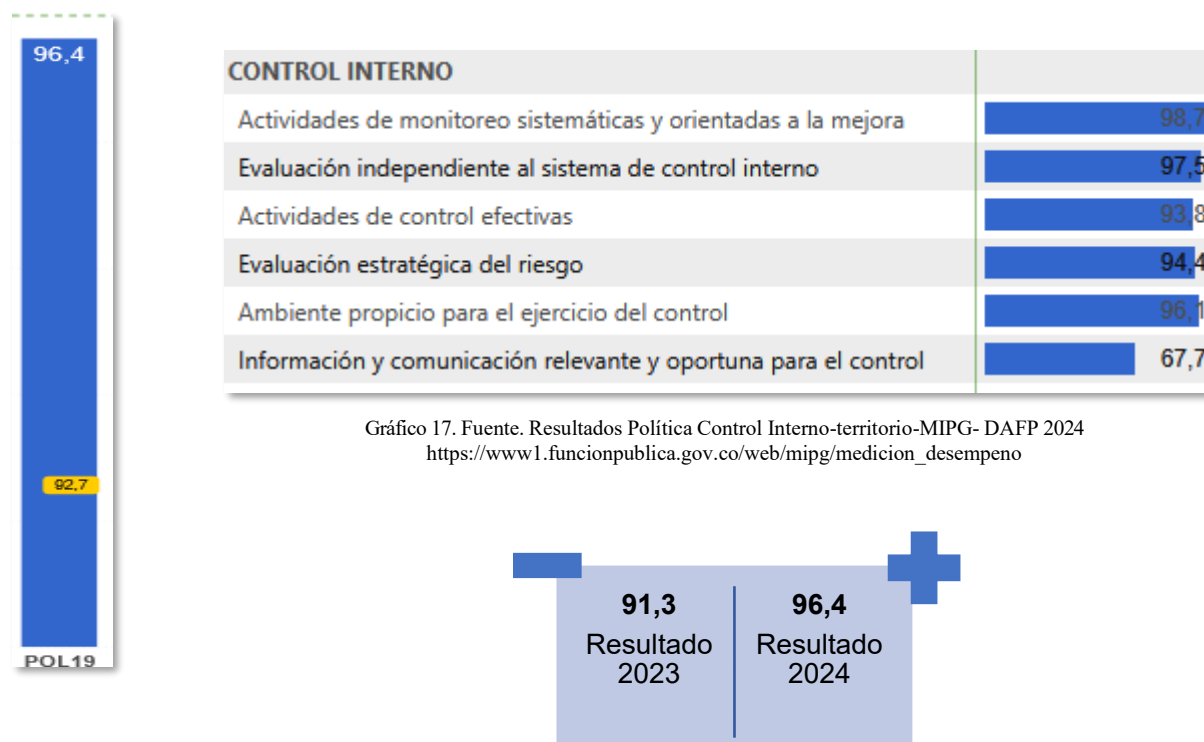 96,4
92,7
POL19
CONTROL INTERNO
Actividades de monitoreo sistemáticas y orientadas a la mejora 98,7
Evaluación independiente al sistema de control interno 97,5
Actividades de control efectivas 93,8
Evaluación estratégica del riesgo 94,4
Ambiente propicio para el ejercicio del control 96,1
Información y comunicación relevante y oportuna para el control 67,7
Gráfico 17. Fuente. Resultados Política Control Interno-territorio-MIPG- DAFP 2024
https://www1.funcionpublica.gov.co/web/mipg/medicion_desempeno
91,3
Resultado
2023
96,4
Resultado
2024